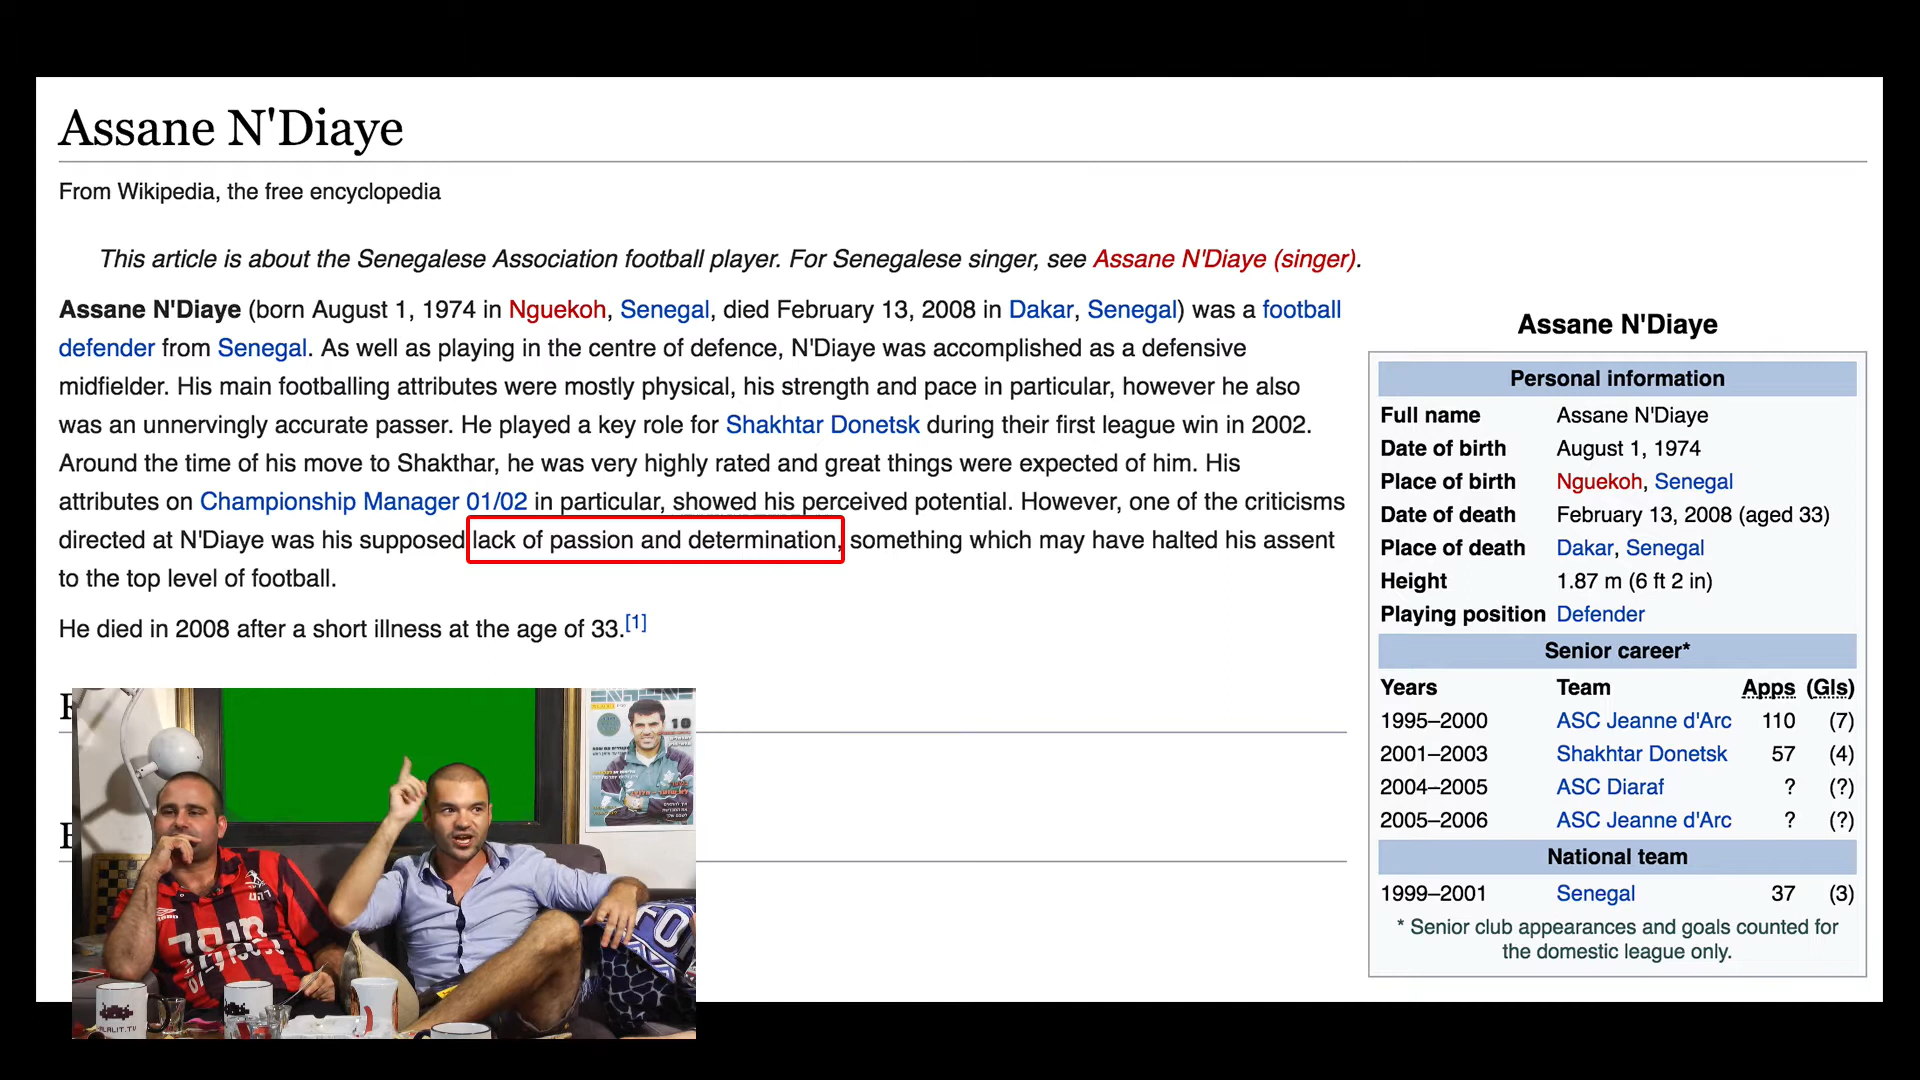 Assane N'Diaye
From Wikipedia, the free encyclopedia
This article is about the Senegalese Association football player. For Senegalese singer, see Assane N'Diaye (singer).
Assane N'Diaye (born August 1, 1974 in Nguekoh, Senegal, died February 13, 2008 in Dakar, Senegal) was a football
defender from Senegal. As well as playing in the centre of defence, N'Diaye was accomplished as a defensive
midfielder. His main footballing attributes were mostly physical, his strength and pace in particular, however he also
was an unnervingly accurate passer. He played a key role for Shakhtar Donetsk during their first league win in 2002.
Around the time of his move to Shakthar, he was very highly rated and great things were expected of him. His
attributes on Championship Manager 01/02 in particular, showed his perceived potential. However, one of the criticisms
directed at N'Diaye was his supposed lack of passion and determination, something which may have halted his assent
to the top level of football.
He died in 2008 after a short illness at the age of 33.[1]
Assane N'Diaye
Personal information
Full name Assane N'Diaye
Date of birth August 1, 1974
Place of birth Nguekoh, Senegal
Date of death February 13, 2008 (aged 33)
Place of death Dakar, Senegal
Height 1.87 m (6 ft 2 in)
Playing position Defender
Senior career*
Years Team Apps (Gls)
1995–2000 ASC Jeanne d'Arc 110 (7)
2001–2003 Shakhtar Donetsk 57 (4)
2004–2005 ASC Diaraf ? (?)
2005–2006 ASC Jeanne d'Arc ? (?)
National team
1999–2001 Senegal 37 (3)
* Senior club appearances and goals counted for
the domestic league only.
10